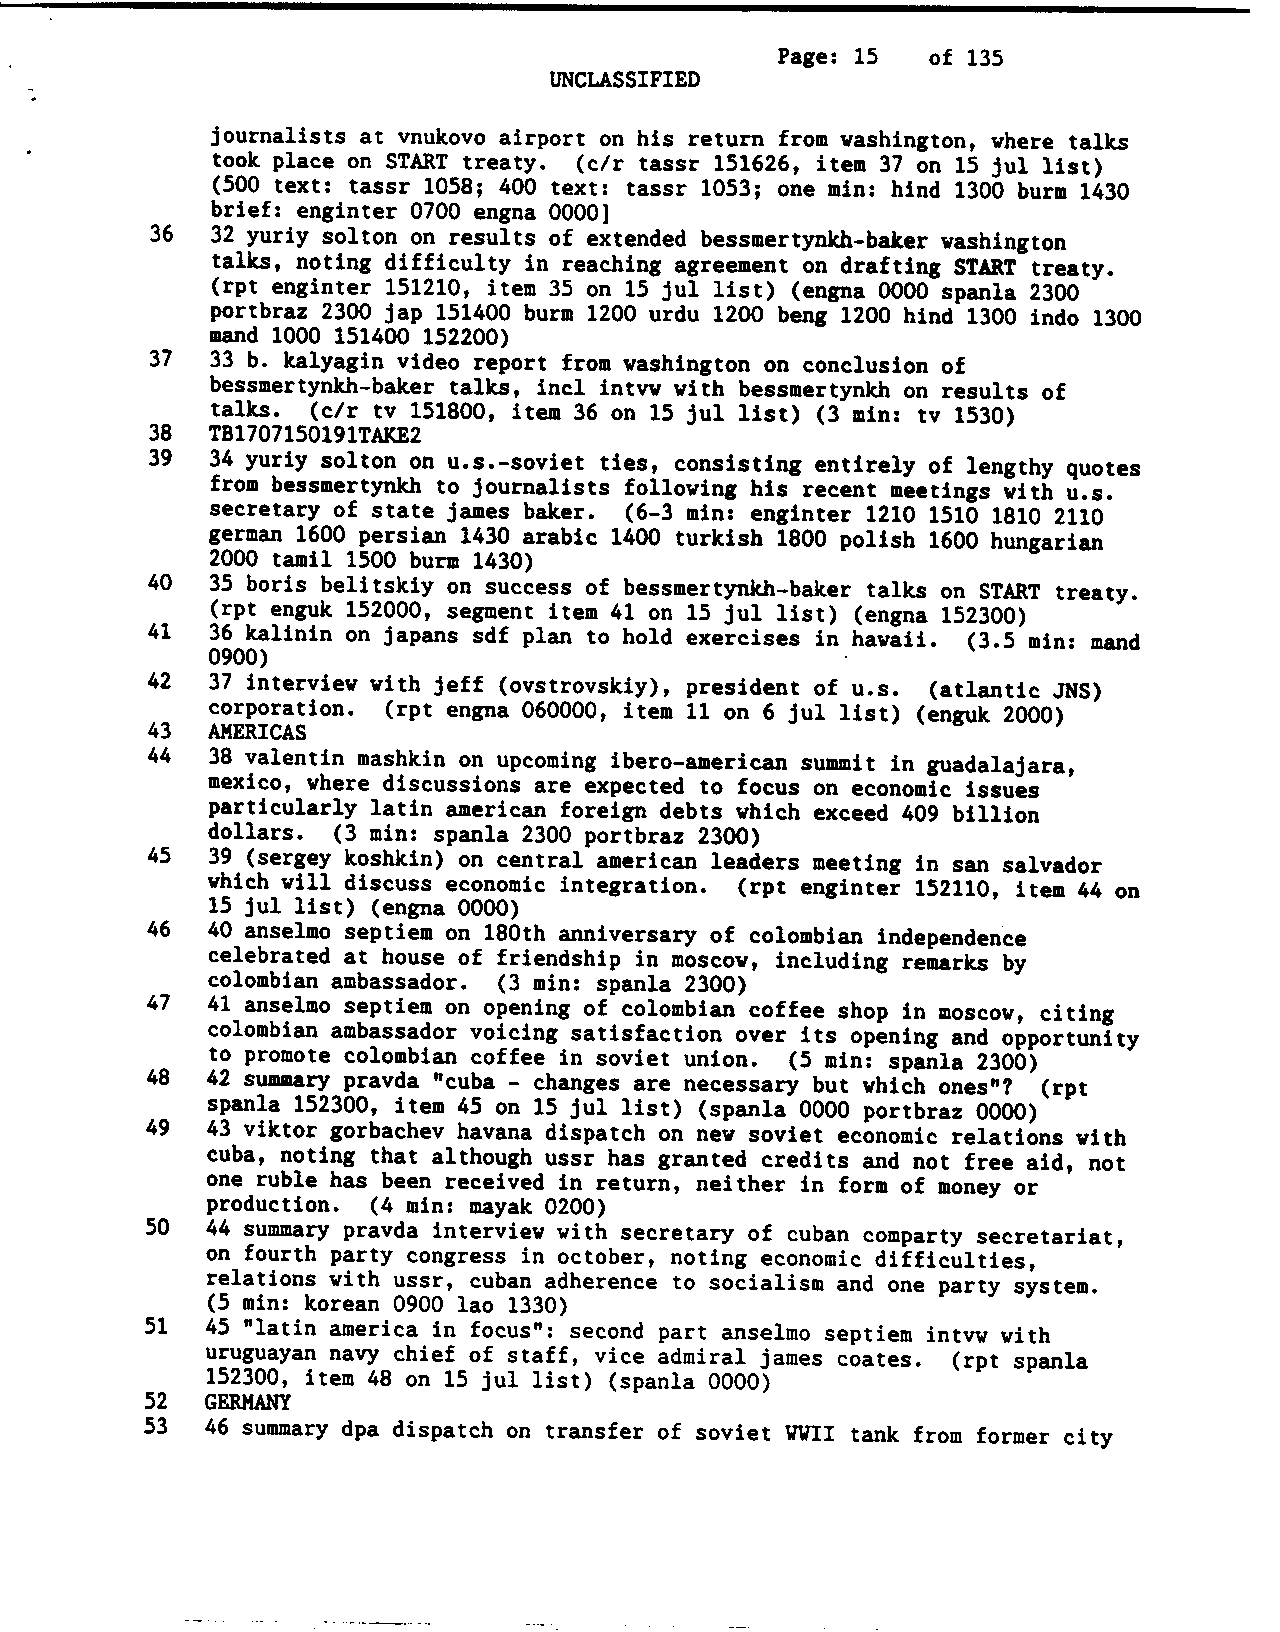 Page: 15 of 135
UNCLASSIFIED
journalists at vnukovo airport on his return from washington, where talks
took place on START treaty. (c/r tassr 151626, item 37 on 15 jul list)
(500 text: tassr 1058; 400 text: tassr 1053; one min: hind 1300 burm 1430
brief: enginter 0700 engna 0000]
36 32 yuriy solton on results of extended bessmertynkh-baker washington
talks, noting difficulty in reaching agreement on drafting START treaty.
(rpt enginter 151210, item 35 on 15 jul list) (engna 0000 spanla 2300
portbraz 2300 jap 151400 burm 1200 urdu 1200 beng 1200 hind 1300 indo 1300
mand 1000 151400 152200)
37 33 b. kalyagin video report from washington on conclusion of
bessmertynkh-baker talks, incl intvw with bessmertynkh on results of
talks. (c/r tv 151800, item 36 on 15 jul list) (3 min: tv 1530)
38 TB1707150191TAKE2
39 34 yuriy solton on u.s.-soviet ties, consisting entirely of lengthy quotes
from bessmertynkh to journalists following his recent meetings with u.s.
secretary of state james baker. (6-3 min: enginter 1210 1510 1810 2110
german 1600 persian 1430 arabic 1400 turkish 1800 polish 1600 hungarian
2000 tamil 1500 burm 1430)
40 35 boris belitskiy on success of bessmertynkh-baker talks on START treaty.
(rpt enguk 152000, segment item 41 on 15 jul list) (engna 152300)
41 36 kalinin on japans sdf plan to hold exercises in hawaii. (3.5 min: mand
0900)
42 37 interview with jeff (ovstrovskiy), president of u.s. (atlantic JNS)
corporation. (rpt engna 060000, item 11 on 6 jul list) (enguk 2000)
43 AMERICAS
44 38 valentin mashkin on upcoming ibero-american summit in guadalajara,
mexico, where discussions are expected to focus on economic issues
particularly latin american foreign debts which exceed 409 billion
dollars. (3 min: spanla 2300 portbraz 2300)
45 39 (sergey koshkin) on central american leaders meeting in san salvador
which will discuss economic integration. (rpt enginter 152110, item 44 on
15 jul list) (engna 0000)
46 40 anselmo septiem on 180th anniversary of colombian independence
celebrated at house of friendship in moscow, including remarks by
colombian ambassador. (3 min: spanla 2300)
47 41 anselmo septiem on opening of colombian coffee shop in moscow, citing
colombian ambassador voicing satisfaction over its opening and opportunity
to promote colombian coffee in soviet union. (5 min: spanla 2300)
48 42 summary pravda "cuba - changes are necessary but which ones"? (rpt
spanla 152300, item 45 on 15 jul list) (spanla 0000 portbraz 0000)
49 43 viktor gorbachev havana dispatch on new soviet economic relations with
cuba, noting that although ussr has granted credits and not free aid, not
one ruble has been received in return, neither in form of money or
production. (4 min: mayak 0200)
50 44 summary pravda interview with secretary of cuban comparty secretariat,
on fourth party congress in october, noting economic difficulties,
relations with ussr, cuban adherence to socialism and one party system.
(5 min: korean 0900 lao 1330)
51 45 "latin america in focus": second part anselmo septiem intvw with
uruguayan navy chief of staff, vice admiral james coates. (rpt spanla
152300, item 48 on 15 jul list) (spanla 0000)
52 GERMANY
53 46 summary dpa dispatch on transfer of soviet WWII tank from former city